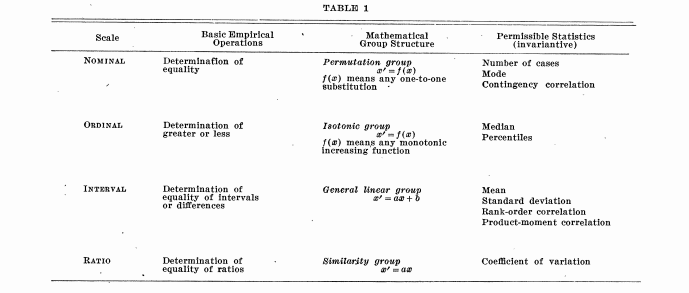 TABLE 1
Scale
Basic Empirical
Operations
Mathematical
Group Structure
Permissible Statistics
(invariantive)
NOMINAL
Determination of
equality
Permutation group
x′ = f(x)
f(x) means any one-to-one
substitution
Number of cases
Mode
Contingency correlation
ORDINAL
Determination of
greater or less
Isotonic group
x′ = f(x)
f(x) means any monotonic
increasing function
Median
Percentiles
INTERVAL
Determination of
equality of intervals
or differences
General linear group
x′ = ax + b
Mean
Standard deviation
Rank-order correlation
Product-moment correlation
RATIO
Determination of
equality of ratios
Similarity group
x′ = ax
Coefficient of variation